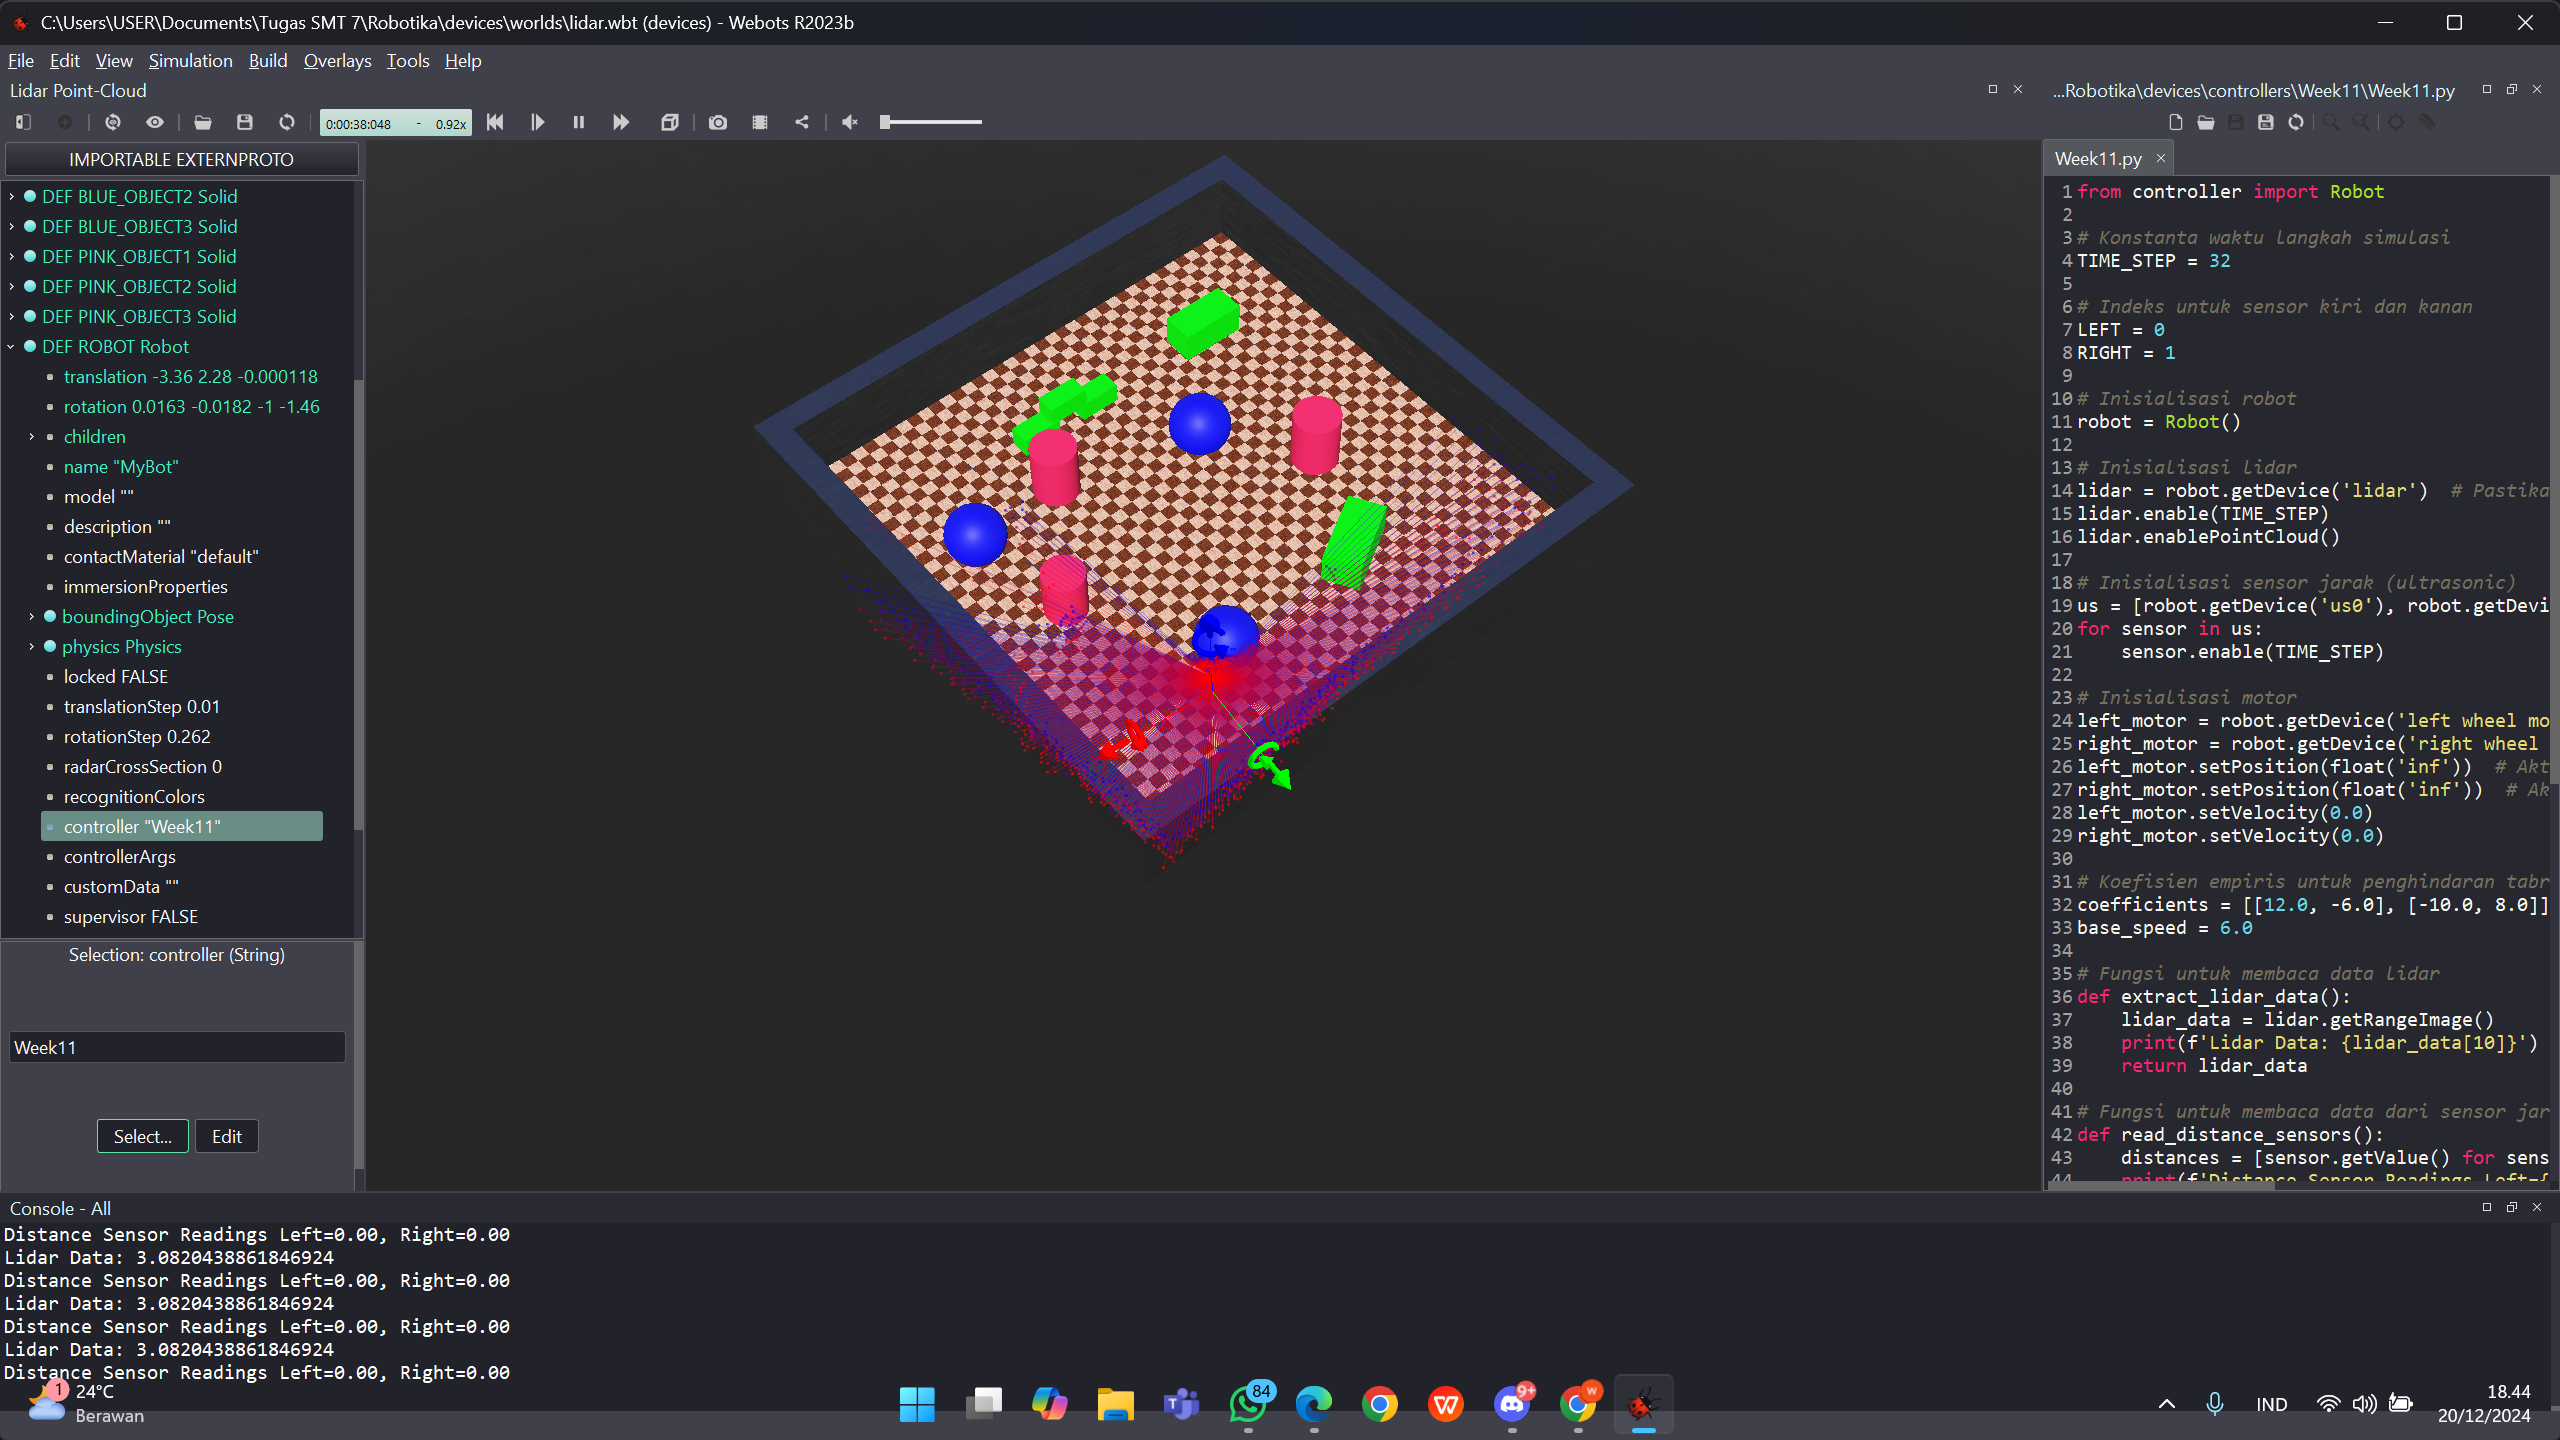 C:\Users\USER\Documents\Tugas SMT 7\Robotika\devices\worlds\lidar.wbt (devices) - Webots R2023b
File Edit View Simulation Build Overlays Tools Help
Lidar Point-Cloud
0:00:38:048 - 0.92x
IMPORTABLE EXTERNPROTO
DEF BLUE_OBJECT2 Solid
DEF BLUE_OBJECT3 Solid
DEF PINK_OBJECT1 Solid
DEF PINK_OBJECT2 Solid
DEF PINK_OBJECT3 Solid
DEF ROBOT Robot
translation -3.36 2.28 -0.000118
rotation 0.0163 -0.0182 -1 -1.46
children
name "MyBot"
model ""
description ""
contactMaterial "default"
immersionProperties
boundingObject Pose
physics Physics
locked FALSE
translationStep 0.01
rotationStep 0.262
radarCrossSection 0
recognitionColors
controller "Week11"
controllerArgs
customData ""
supervisor FALSE
Selection: controller (String)
Week11
Select... Edit
...Robotika\devices\controllers\Week11\Week11.py
Week11.py
1 from controller import Robot
2
3 # Konstanta waktu langkah simulasi
4 TIME_STEP = 32
5
6 # Indeks untuk sensor kiri dan kanan
7 LEFT = 0
8 RIGHT = 1
9
10 # Inisialisasi robot
11 robot = Robot()
12
13 # Inisialisasi lidar
14 lidar = robot.getDevice('lidar')  # Pastika
15 lidar.enable(TIME_STEP)
16 lidar.enablePointCloud()
17
18 # Inisialisasi sensor jarak (ultrasonic)
19 us = [robot.getDevice('us0'), robot.getDevi
20 for sensor in us:
21     sensor.enable(TIME_STEP)
22
23 # Inisialisasi motor
24 left_motor = robot.getDevice('left wheel mo
25 right_motor = robot.getDevice('right wheel
26 left_motor.setPosition(float('inf'))  # Akt
27 right_motor.setPosition(float('inf'))  # Ak
28 left_motor.setVelocity(0.0)
29 right_motor.setVelocity(0.0)
30
31 # Koefisien empiris untuk penghindaran tabr
32 coefficients = [[12.0, -6.0], [-10.0, 8.0]]
33 base_speed = 6.0
34
35 # Fungsi untuk membaca data lidar
36 def extract_lidar_data():
37     lidar_data = lidar.getRangeImage()
38     print(f'Lidar Data: {lidar_data[10]}')
39     return lidar_data
40
41 # Fungsi untuk membaca data dari sensor jar
42 def read_distance_sensors():
43     distances = [sensor.getValue() for sens
44     print(f'Distance Sensor Readings Left={
Console - All
Distance Sensor Readings Left=0.00, Right=0.00
Lidar Data: 3.0820438861846924
Distance Sensor Readings Left=0.00, Right=0.00
Lidar Data: 3.0820438861846924
Distance Sensor Readings Left=0.00, Right=0.00
Lidar Data: 3.0820438861846924
Distance Sensor Readings Left=0.00, Right=0.00
1
24°C
Berawan
84
9+
W
IND
18.44
20/12/2024